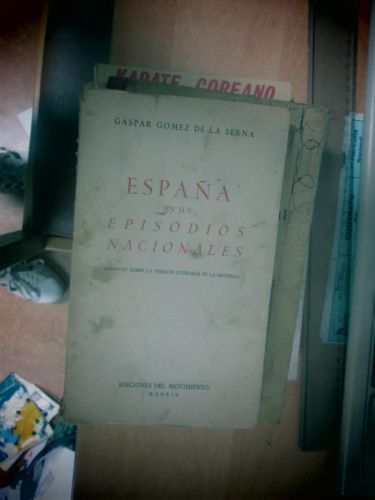 KARATE COREANO
GASPAR GOMEZ DE LA SERNA
ESPAÑA
EN SUS
EPISODIOS
NACIONALES
(ENSAYOS SOBRE LA VERSION LITERARIA DE LA HISTORIA)
EDICIONES DEL MOVIMIENTO
MADRID